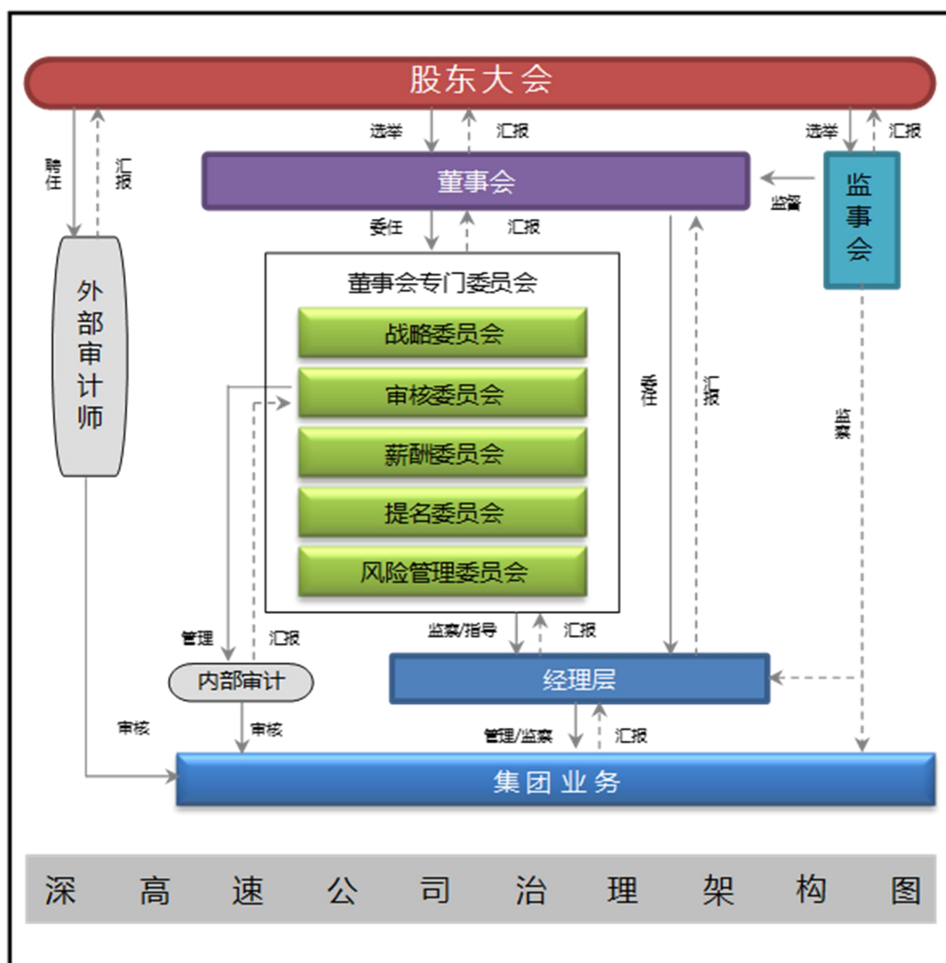 股东大会
选举
汇报
选举
汇报
聘任
汇报
董事会
监督
监事会
委任
汇报
外部审计师
董事会专门委员会
战略委员会
审核委员会
薪酬委员会
提名委员会
风险管理委员会
委任
汇报
监察
管理
汇报
监察/指导
汇报
内部审计
经理层
审核
审核
管理/监察
汇报
集团业务
深高速公司治理架构图